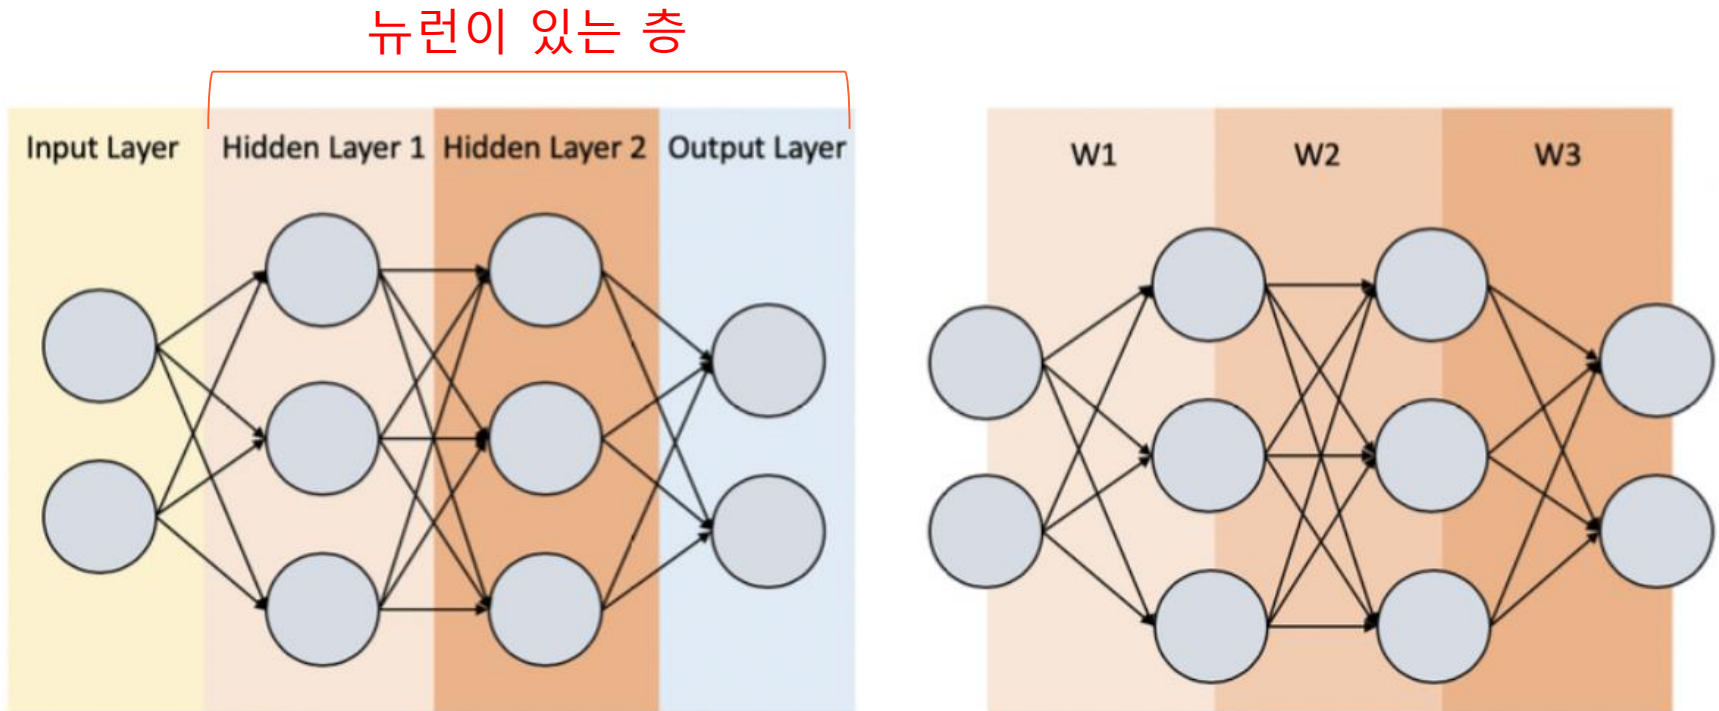 뉴런이 있는 층
Input Layer
Hidden Layer 1
Hidden Layer 2
Output Layer
W1
W2
W3